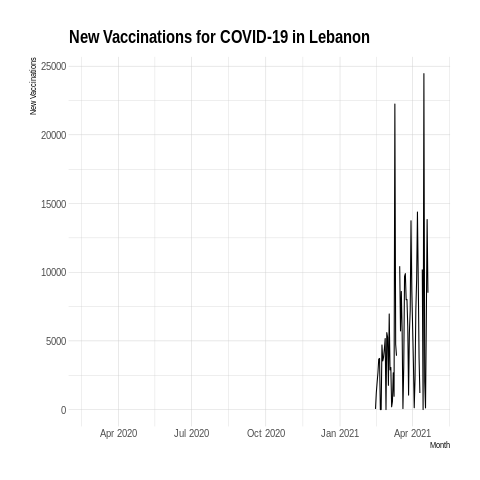 New Vaccinations for COVID-19 in Lebanon
New Vaccinations
25000
20000
15000
10000
5000
0
Apr 2020 Jul 2020 Oct 2020 Jan 2021 Apr 2021
Month